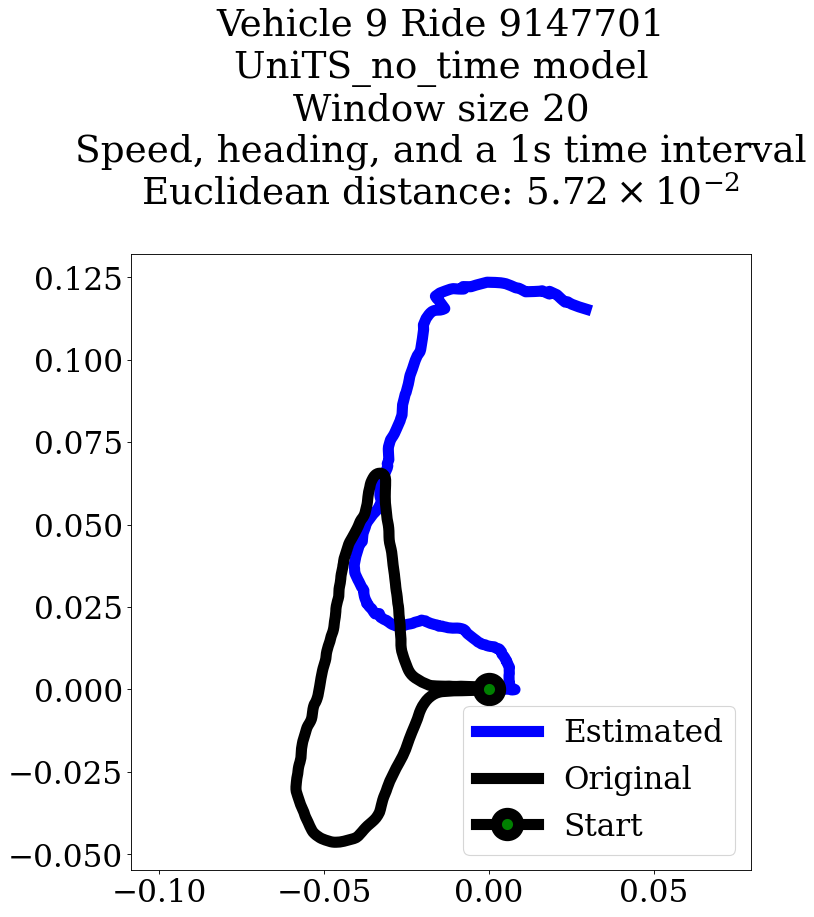 Vehicle 9 Ride 9147701
UniTS_no_time model
Window size 20
Speed, heading, and a 1s time interval
Euclidean distance: 5.72 × 10⁻²
0.125
0.100
0.075
0.050
0.025
0.000
−0.025
−0.050
Estimated
Original
Start
−0.10
−0.05
0.00
0.05